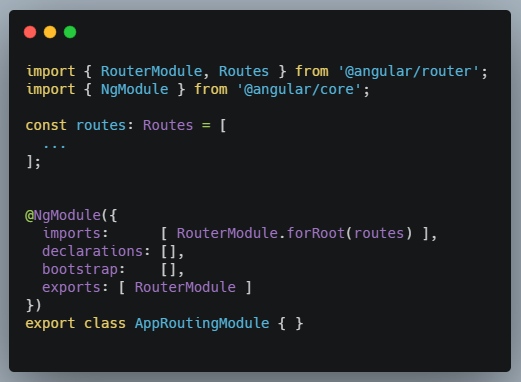 import { RouterModule, Routes } from '@angular/router';
import { NgModule } from '@angular/core';
const routes: Routes = [
  ...
];
@NgModule({
  imports:      [ RouterModule.forRoot(routes) ],
  declarations: [],
  bootstrap:    [],
  exports: [ RouterModule ]
})
export class AppRoutingModule { }